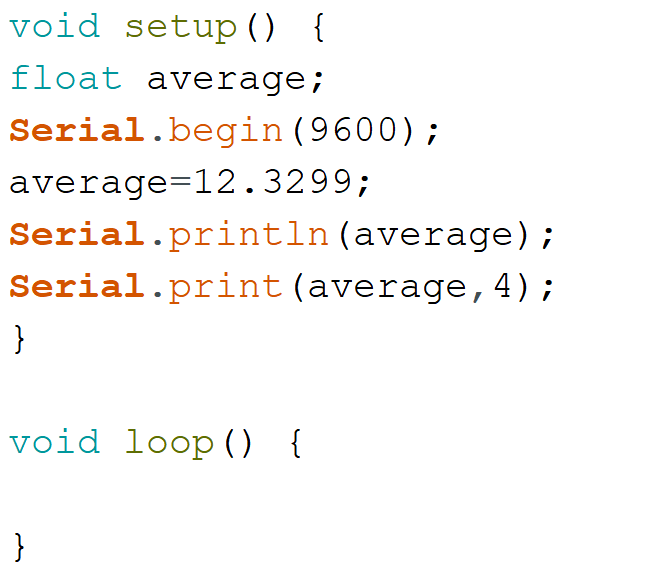 void setup() {
float average;
Serial.begin(9600);
average=12.3299;
Serial.println(average);
Serial.print(average,4);
}
void loop() {
}